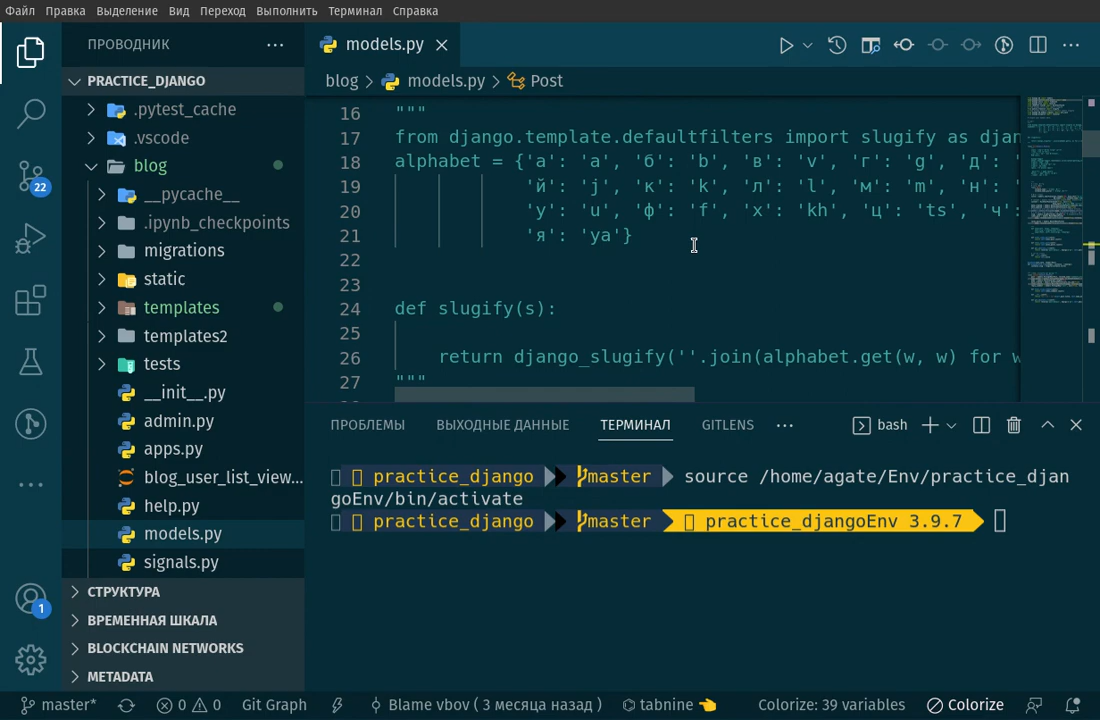 Файл Правка Выделение Вид Переход Выполнить Терминал Справка
ПРОВОДНИК
models.py
PRACTICE_DJANGO
blog > models.py > Post
.pytest_cache
.vscode
blog
__pycache__
.ipynb_checkpoints
migrations
static
templates
templates2
tests
__init__.py
admin.py
apps.py
blog_user_list_view...
help.py
models.py
signals.py
СТРУКТУРА
ВРЕМЕННАЯ ШКАЛА
BLOCKCHAIN NETWORKS
METADATA
22
1
16 """
17 from django.template.defaultfilters import slugify as djan
18 alphabet = {'а': 'a', 'б': 'b', 'в': 'v', 'г': 'g', 'д': '
19 'й': 'j', 'к': 'k', 'л': 'l', 'м': 'm', 'н': '
20 'у': 'u', 'ф': 'f', 'х': 'kh', 'ц': 'ts', 'ч':
21 'я': 'ya'}
22
23
24 def slugify(s):
25
26 return django_slugify(''.join(alphabet.get(w, w) for w
27 """
ПРОБЛЕМЫ ВЫХОДНЫЕ ДАННЫЕ ТЕРМИНАЛ GITLENS ... bash
practice_django master source /home/agate/Env/practice_djan
goEnv/bin/activate
practice_django master practice_djangoEnv 3.9.7
master* 0 0 Git Graph Blame vbov ( 3 месяца назад ) tabnine 👈 Colorize: 39 variables Colorize